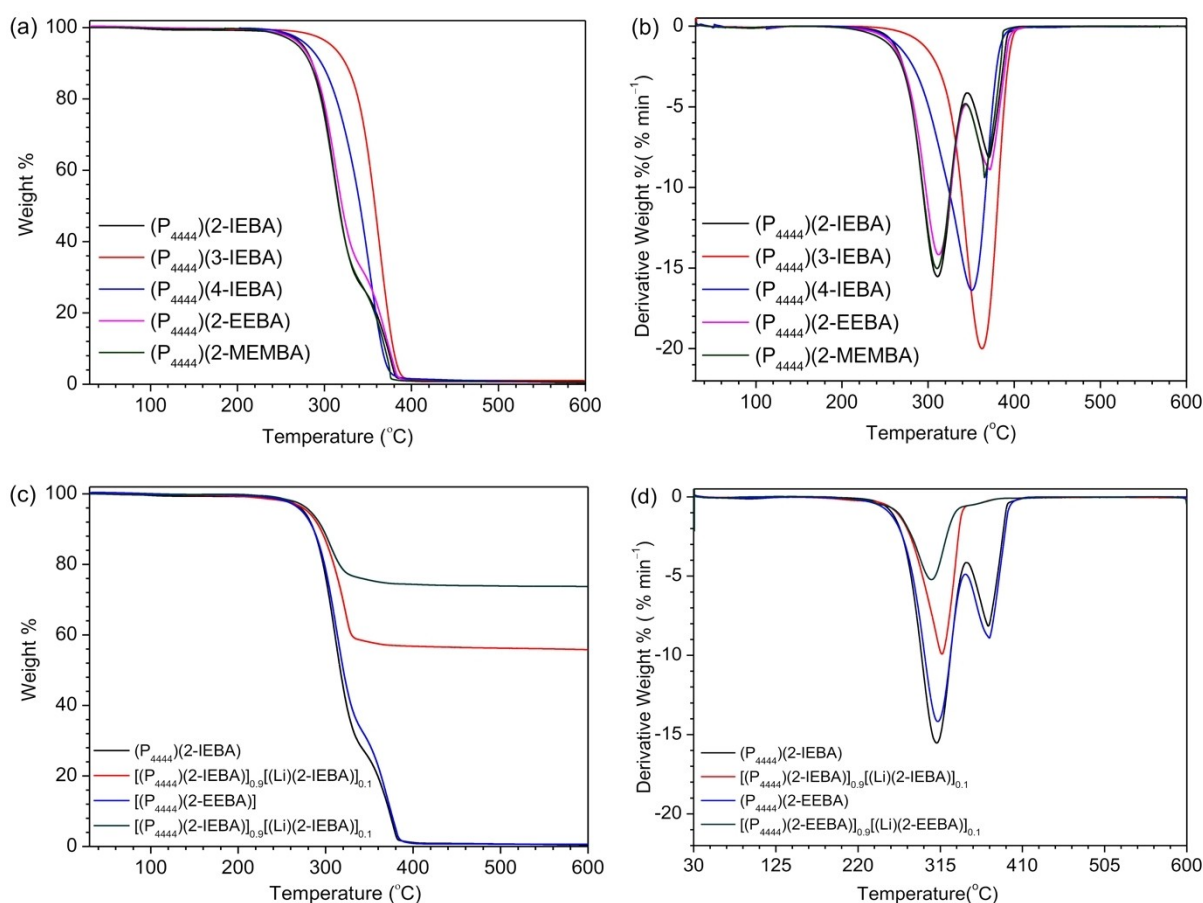 (a)
100
80
60
40
20
0
Weight %
(P4444)(2-IEBA)
(P4444)(3-IEBA)
(P4444)(4-IEBA)
(P4444)(2-EEBA)
(P4444)(2-MEMBA)
100 200 300 400 500 600
Temperature (°C)
(b)
0
-5
-10
-15
-20
Derivative Weight %( % min−1)
(P4444)(2-IEBA)
(P4444)(3-IEBA)
(P4444)(4-IEBA)
(P4444)(2-EEBA)
(P4444)(2-MEMBA)
100 200 300 400 500 600
Temperature (°C)
(c)
100
80
60
40
20
0
Weight %
(P4444)(2-IEBA)
[(P4444)(2-IEBA)]0.9[(Li)(2-IEBA)]0.1
[(P4444)(2-EEBA)]
[(P4444)(2-IEBA)]0.9[(Li)(2-IEBA)]0.1
100 200 300 400 500 600
Temperature (°C)
(d)
0
-5
-10
-15
-20
Derivative Weight % ( % min−1)
(P4444)(2-IEBA)
[(P4444)(2-IEBA)]0.9[(Li)(2-IEBA)]0.1
(P4444)(2-EEBA)
[(P4444)(2-EEBA)]0.9[(Li)(2-EEBA)]0.1
30 125 220 315 410 505 600
Temperature(°C)